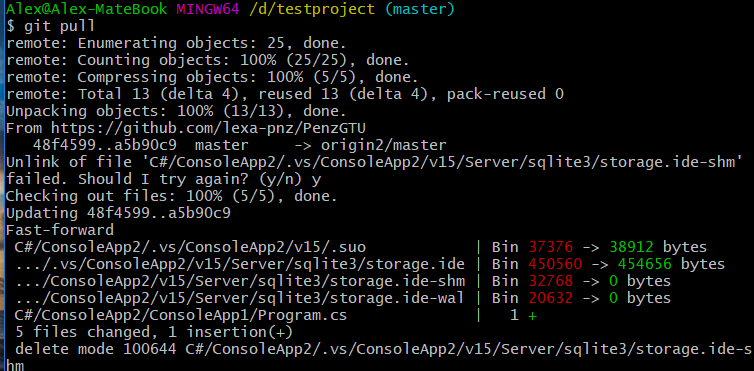 Alex@Alex-MateBook MINGW64 /d/testproject (master)
$ git pull
remote: Enumerating objects: 25, done.
remote: Counting objects: 100% (25/25), done.
remote: Compressing objects: 100% (5/5), done.
remote: Total 13 (delta 4), reused 13 (delta 4), pack-reused 0
Unpacking objects: 100% (13/13), done.
From https://github.com/lexa-pnz/PenzGTU
   48f4599..a5b90c9  master     -> origin2/master
Unlink of file 'C#/ConsoleApp2/.vs/ConsoleApp2/v15/Server/sqlite3/storage.ide-shm'
failed. Should I try again? (y/n) y
Checking out files: 100% (5/5), done.
Updating 48f4599..a5b90c9
Fast-forward
 C#/ConsoleApp2/.vs/ConsoleApp2/v15/.suo            | Bin 37376 -> 38912 bytes
 .../.vs/ConsoleApp2/v15/Server/sqlite3/storage.ide | Bin 450560 -> 454656 bytes
 .../ConsoleApp2/v15/Server/sqlite3/storage.ide-shm | Bin 32768 -> 0 bytes
 .../ConsoleApp2/v15/Server/sqlite3/storage.ide-wal | Bin 20632 -> 0 bytes
 C#/ConsoleApp2/ConsoleApp1/Program.cs              |   1 +
 5 files changed, 1 insertion(+)
 delete mode 100644 C#/ConsoleApp2/.vs/ConsoleApp2/v15/Server/sqlite3/storage.ide-s
hm